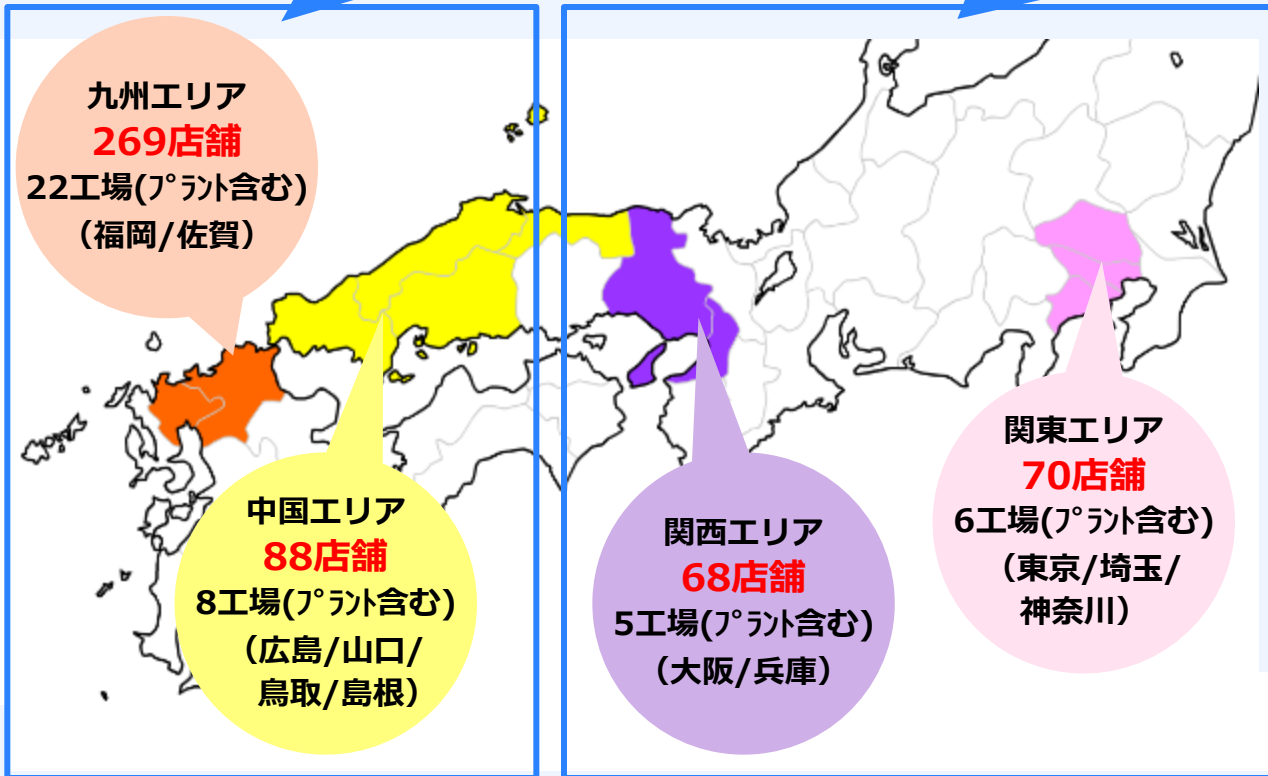 九州エリア
269店舗
22工場(ﾌﾟﾗﾝﾄ含む)
（福岡/佐賀）
中国エリア
88店舗
8工場(ﾌﾟﾗﾝﾄ含む)
（広島/山口/
鳥取/島根）
関西エリア
68店舗
5工場(ﾌﾟﾗﾝﾄ含む)
（大阪/兵庫）
関東エリア
70店舗
6工場(ﾌﾟﾗﾝﾄ含む)
（東京/埼玉/
神奈川）